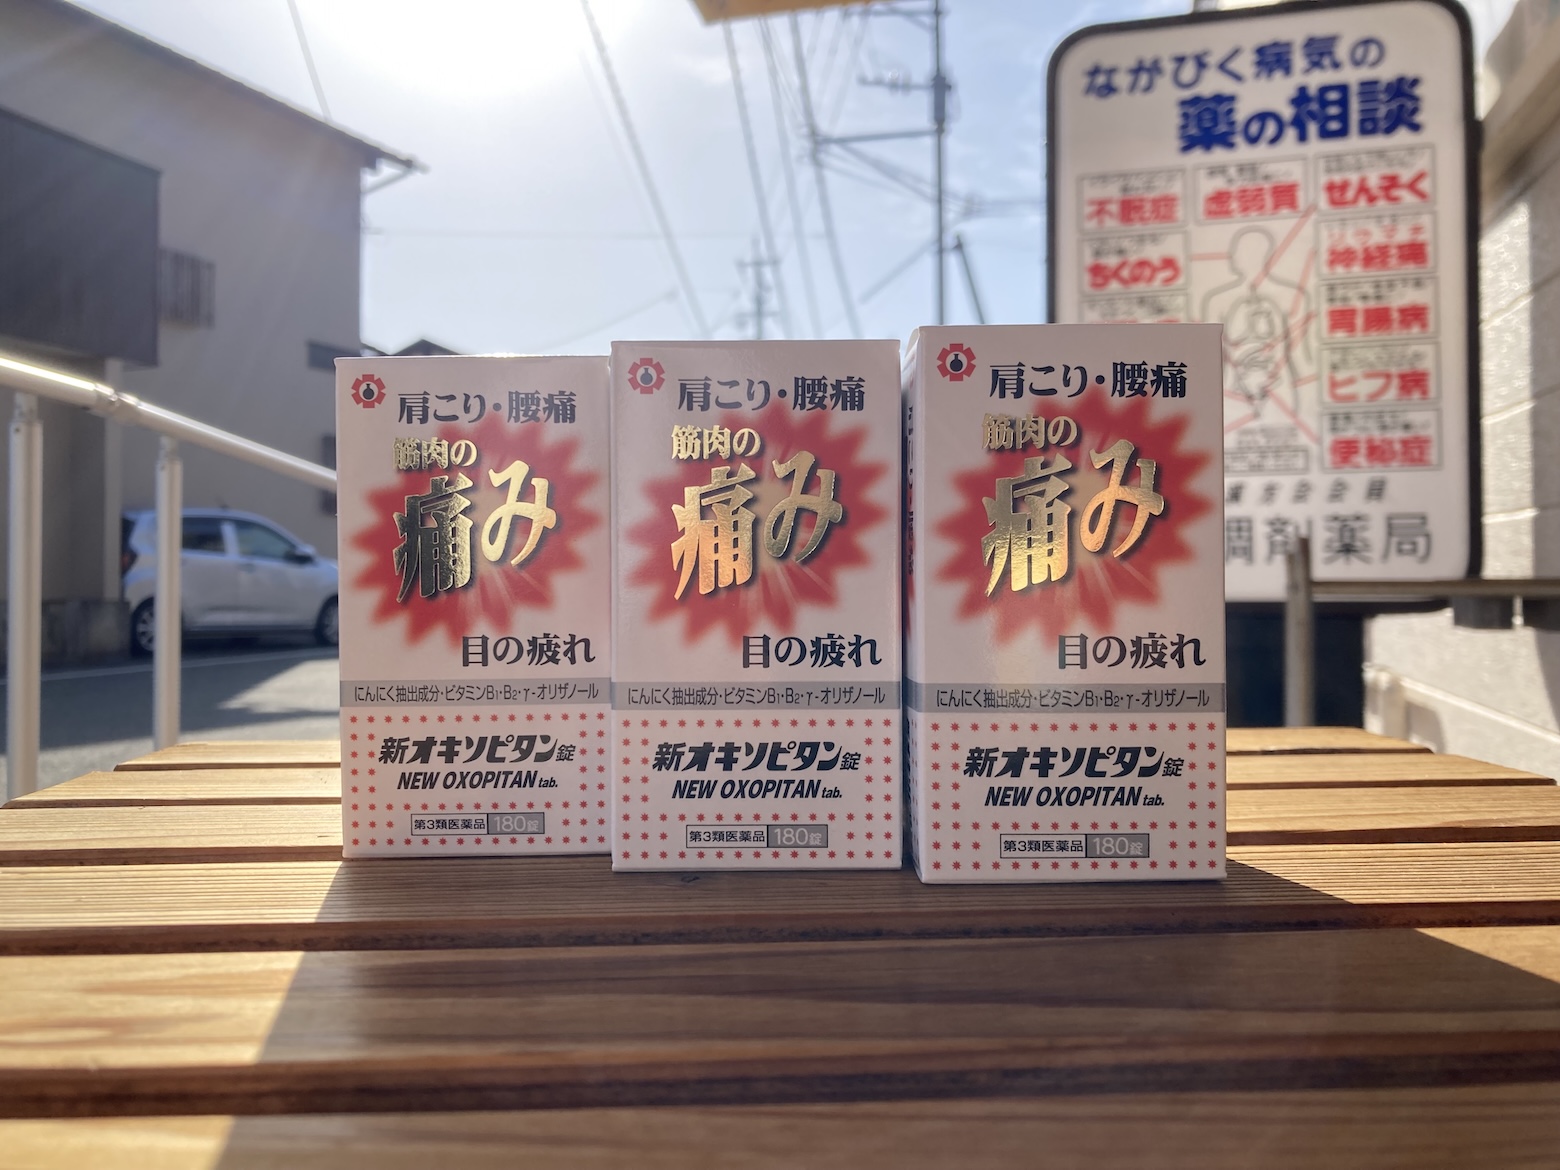 ながびく病気の
薬の相談
不眠症
虚弱質
せんそく
ちくのう
神経痛
胃腸病
ヒフ病
便秘症
調剤薬局
肩こり・腰痛
筋肉の
痛み
目の疲れ
にんにく抽出成分・ビタミンB1・B2・γ-オリザノール
新オキソピタン錠
NEW OXOPITAN tab.
第3類医薬品 180錠
肩こり・腰痛
筋肉の
痛み
目の疲れ
にんにく抽出成分・ビタミンB1・B2・γ-オリザノール
新オキソピタン錠
NEW OXOPITAN tab.
第3類医薬品 180錠
肩こり・腰痛
筋肉の
痛み
目の疲れ
にんにく抽出成分・ビタミンB1・B2・γ-オリザノール
新オキソピタン錠
NEW OXOPITAN tab.
第3類医薬品 180錠